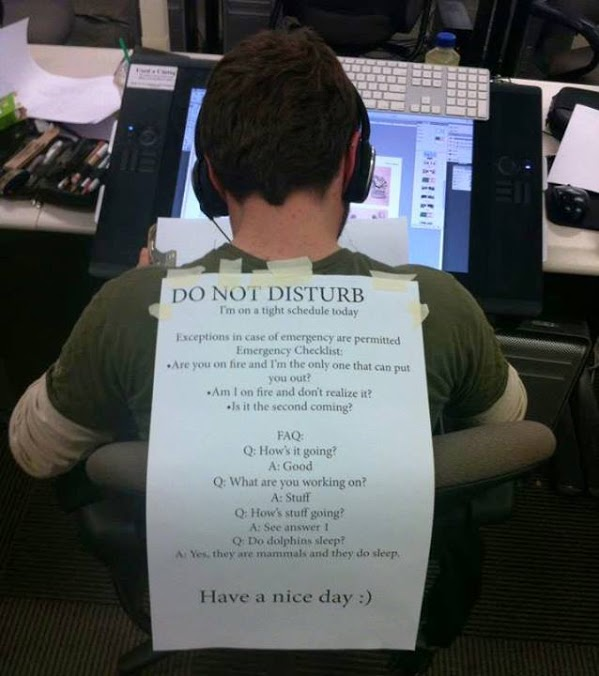 DO NOT DISTURB
I'm on a tight schedule today
Exceptions in case of emergency are permitted
Emergency Checklist:
•Are you on fire and I'm the only one that can put
you out?
•Am I on fire and don't realize it?
•Is it the second coming?
FAQ:
Q: How's it going?
A: Good
Q: What are you working on?
A: Stuff
Q: How's stuff going?
A: See answer 1
Q: Do dolphins sleep?
A: Yes, they are mammals and they do sleep.
Have a nice day :)